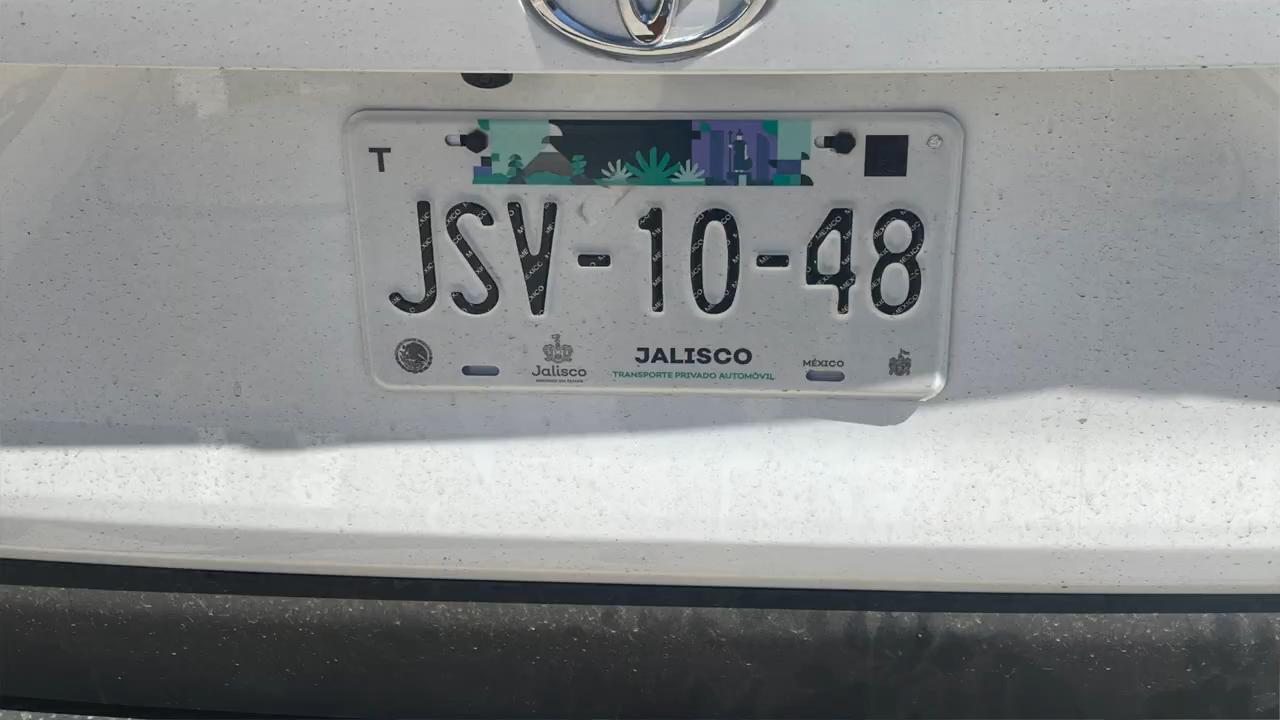 T
JSV-10-48
Jalisco
JALISCO
TRANSPORTE PRIVADO AUTOMÓVIL
MÉXICO